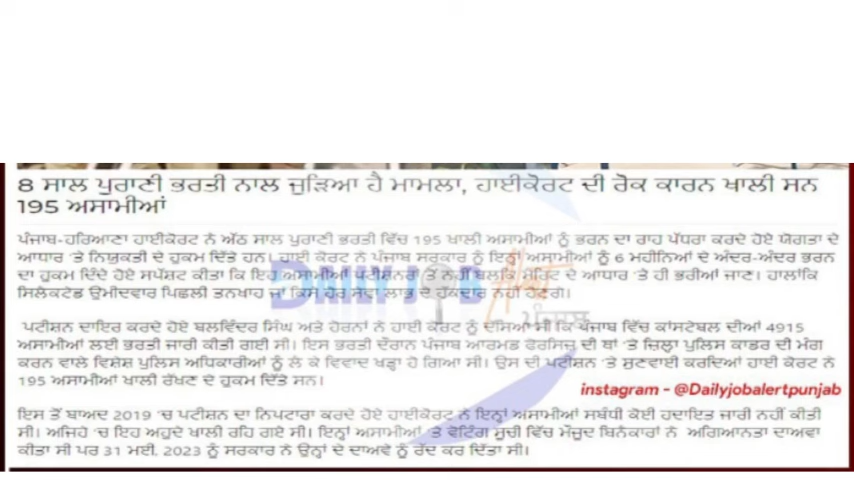 8 ਸਾਲ ਪੁਰਾਣੀ ਭਰਤੀ ਨਾਲ ਜੁੜਿਆ ਹੈ ਮਾਮਲਾ, ਹਾਈਕੋਰਟ ਦੀ ਰੋਕ ਕਾਰਨ ਖਾਲੀ ਸਨ
195 ਅਸਾਮੀਆਂ
ਪੰਜਾਬ-ਹਰਿਆਣਾ ਹਾਈਕੋਰਟ ਨੇ ਅੱਠ ਸਾਲ ਪੁਰਾਣੀ ਭਰਤੀ ਵਿੱਚ 195 ਖਾਲੀ ਅਸਾਮੀਆਂ ਨੂੰ ਭਰਨ ਦਾ ਰਾਹ ਪੱਧਰਾ ਕਰਦੇ ਹੋਏ ਯੋਗਤਾ ਦੇ
ਆਧਾਰ 'ਤੇ ਨਿਯੁਕਤੀ ਦੇ ਹੁਕਮ ਦਿੱਤੇ ਹਨ। ਹਾਈ ਕੋਰਟ ਨੇ ਪੰਜਾਬ ਸਰਕਾਰ ਨੂੰ ਇਨ੍ਹਾਂ ਅਸਾਮੀਆਂ ਨੂੰ 6 ਮਹੀਨਿਆਂ ਦੇ ਅੰਦਰ-ਅੰਦਰ ਭਰਨ
ਦਾ ਹੁਕਮ ਦਿੰਦੇ ਹੋਏ ਸਪੱਸ਼ਟ ਕੀਤਾ ਕਿ ਇਹ ਅਸਾਮੀਆਂ ਪਟੀਸ਼ਨਰਾਂ ਤੋਂ ਨਹੀਂ ਬਲਕਿ ਮੈਰਿਟ ਦੇ ਆਧਾਰ 'ਤੇ ਹੀ ਭਰੀਆਂ ਜਾਣ। ਹਾਲਾਂਕਿ
ਸਿਲੈਕਟੇਡ ਉਮੀਦਵਾਰ ਪਿਛਲੀ ਤਨਖਾਹ ਜਾਂ ਕਿਸੇ ਹੋਰ ਸੇਵਾ ਲਾਭ ਦੇ ਹੱਕਦਾਰ ਨਹੀਂ ਹੋਣਗੇ।
DAILY JOB
ਪੰਜਾਬ
ਪਟੀਸ਼ਨ ਦਾਇਰ ਕਰਦੇ ਹੋਏ ਬਲਵਿੰਦਰ ਸਿੰਘ ਅਤੇ ਹੋਰਨਾਂ ਨੇ ਹਾਈ ਕੋਰਟ ਨੂੰ ਦੱਸਿਆ ਸੀ ਕਿ ਪੰਜਾਬ ਵਿੱਚ ਕਾਂਸਟੇਬਲ ਦੀਆਂ 4915
ਅਸਾਮੀਆਂ ਲਈ ਭਰਤੀ ਜਾਰੀ ਕੀਤੀ ਗਈ ਸੀ। ਇਸ ਭਰਤੀ ਦੌਰਾਨ ਪੰਜਾਬ ਆਰਮਡ ਫੋਰਸਿਜ਼ ਦੀ ਥਾਂ 'ਤੇ ਜ਼ਿਲ੍ਹਾ ਪੁਲਿਸ ਕਾਡਰ ਦੀ ਮੰਗ
ਕਰਨ ਵਾਲੇ ਵਿਸ਼ੇਸ਼ ਪੁਲਿਸ ਅਧਿਕਾਰੀਆਂ ਨੂੰ ਲੈ ਕੇ ਵਿਵਾਦ ਖੜ੍ਹਾ ਹੋ ਗਿਆ ਸੀ। ਉਸ ਦੀ ਪਟੀਸ਼ਨ 'ਤੇ ਸੁਣਵਾਈ ਕਰਦਿਆਂ ਹਾਈ ਕੋਰਟ ਨੇ
195 ਅਸਾਮੀਆਂ ਖਾਲੀ ਰੱਖਣ ਦੇ ਹੁਕਮ ਦਿੱਤੇ ਸਨ।
instagram - @Dailyjobalertpunjab
ਇਸ ਤੋਂ ਬਾਅਦ 2019 'ਚ ਪਟੀਸ਼ਨ ਦਾ ਨਿਪਟਾਰਾ ਕਰਦੇ ਹੋਏ ਹਾਈਕੋਰਟ ਨੇ ਇਨ੍ਹਾਂ ਅਸਾਮੀਆਂ ਸਬੰਧੀ ਕੋਈ ਹਦਾਇਤ ਜਾਰੀ ਨਹੀਂ ਕੀਤੀ
ਸੀ। ਅਜਿਹੇ 'ਚ ਇਹ ਅਹੁਦੇ ਖਾਲੀ ਰਹਿ ਗਏ ਸੀ। ਇਨ੍ਹਾਂ ਅਸਾਮੀਆਂ 'ਤੇ ਵੇਟਿੰਗ ਸੂਚੀ ਵਿੱਚ ਮੌਜੂਦ ਬਿਨੈਕਾਰਾਂ ਨੇ ਅਗਿਆਨਤਾ ਦਾਅਵਾ
ਕੀਤਾ ਸੀ ਪਰ 31 ਮਈ, 2023 ਨੂੰ ਸਰਕਾਰ ਨੇ ਉਨ੍ਹਾਂ ਦੇ ਦਾਅਵੇ ਨੂੰ ਰੱਦ ਕਰ ਦਿੱਤਾ ਸੀ।